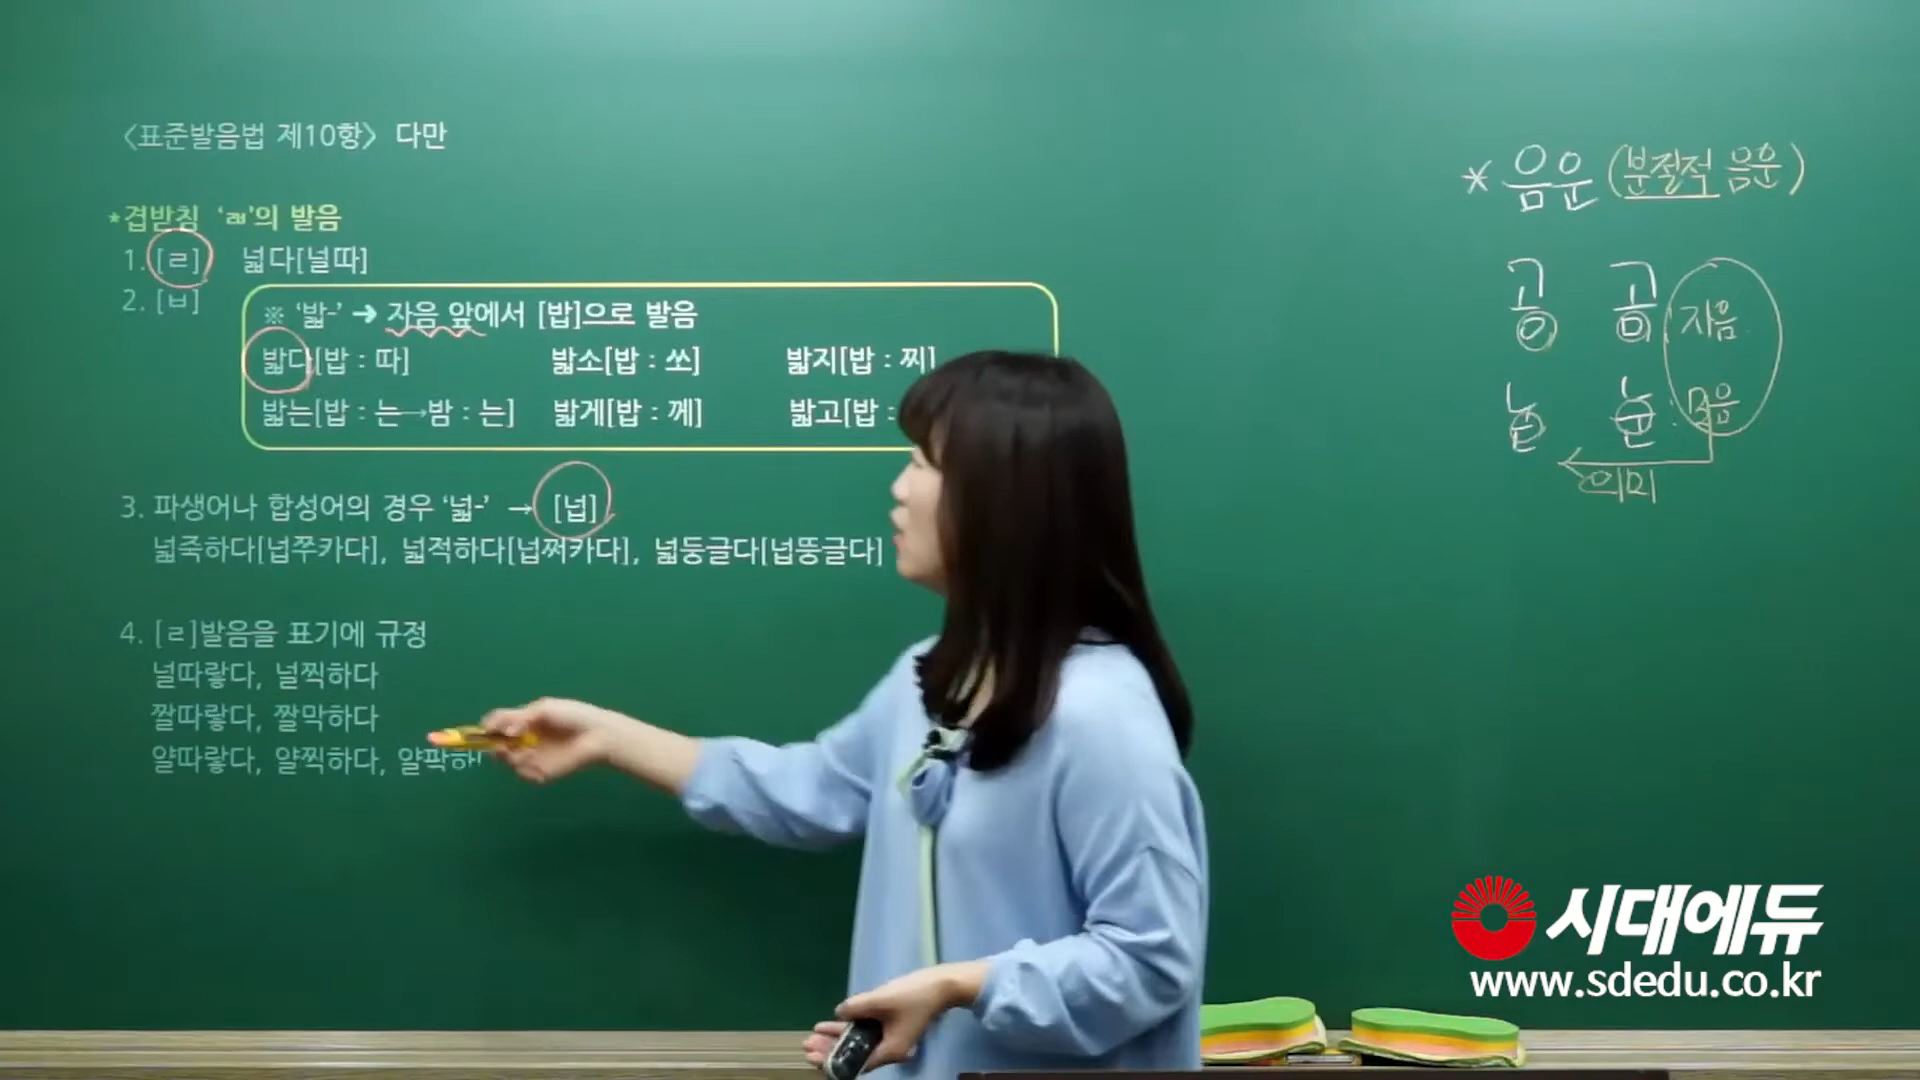 <표준발음법 제10항> 다만
*겹받침 ‘ㄼ’의 발음
1. [ㄹ] 넓다[널따]
2. [ㅂ]
※ ‘밟-’ → 자음 앞에서 [밥]으로 발음
밟다[밥 : 따] 밟소[밥 : 쏘] 밟지[밥 : 찌]
밟는[밥 : 는→밤 : 는] 밟게[밥 : 께] 밟고[밥 :
3. 파생어나 합성어의 경우 ‘넓-’ → [넙]
넓죽하다[넙쭈카다], 넓적하다[넙쩌카다], 넓둥글다[넙뚱글다]
4. [ㄹ]발음을 표기에 규정
널따랗다, 널찍하다
짤따랗다, 짤막하다
얄따랗다, 얄찍하다, 얄팍하
* 음운 (분절적 음운)
공 곰 자음
눈 눈: 모음
의미
시대에듀
www.sdedu.co.kr